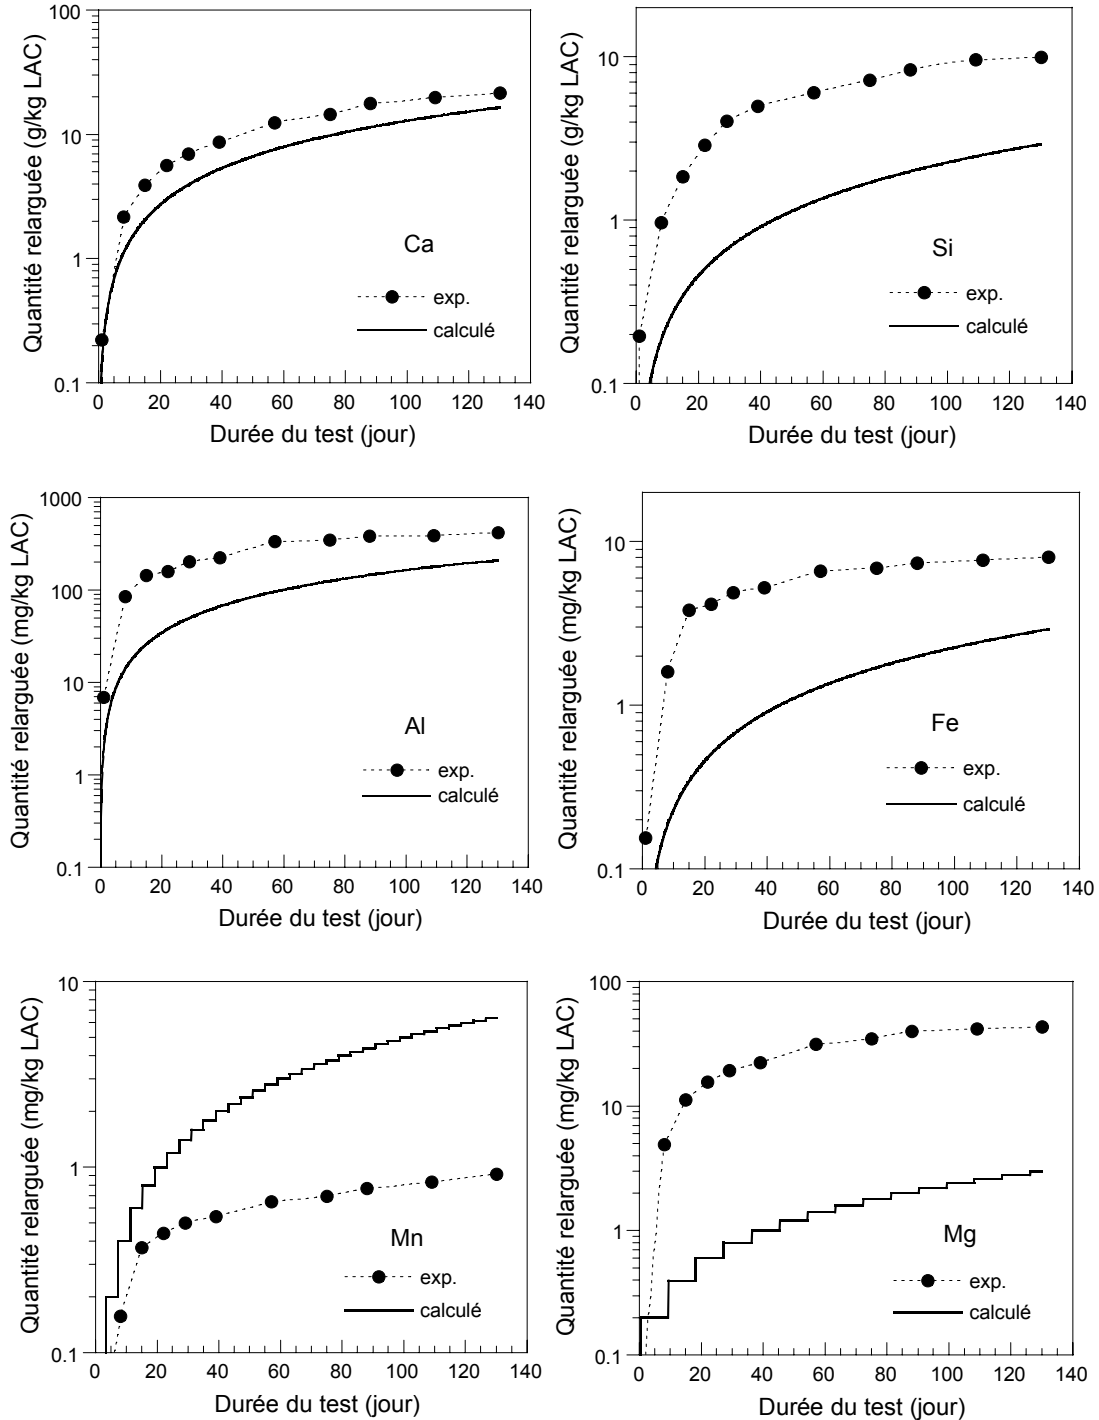 Quantité relarguée (g/kg LAC)
100
10
1
0.1
Ca
exp.
calculé
0 20 40 60 80 100 120 140
Durée du test (jour)
Quantité relarguée (g/kg LAC)
10
1
0.1
Si
exp.
calculé
0 20 40 60 80 100 120 140
Durée du test (jour)
Quantité relarguée (mg/kg LAC)
1000
100
10
1
0.1
Al
exp.
calculé
0 20 40 60 80 100 120 140
Durée du test (jour)
Quantité relarguée (mg/kg LAC)
10
1
0.1
Fe
exp.
calculé
0 20 40 60 80 100 120 140
Durée du test (jour)
Quantité relarguée (mg/kg LAC)
10
1
0.1
Mn
exp.
calculé
0 20 40 60 80 100 120 140
Durée du test (jour)
Quantité relarguée (mg/kg LAC)
100
10
1
0.1
Mg
exp.
calculé
0 20 40 60 80 100 120 140
Durée du test (jour)